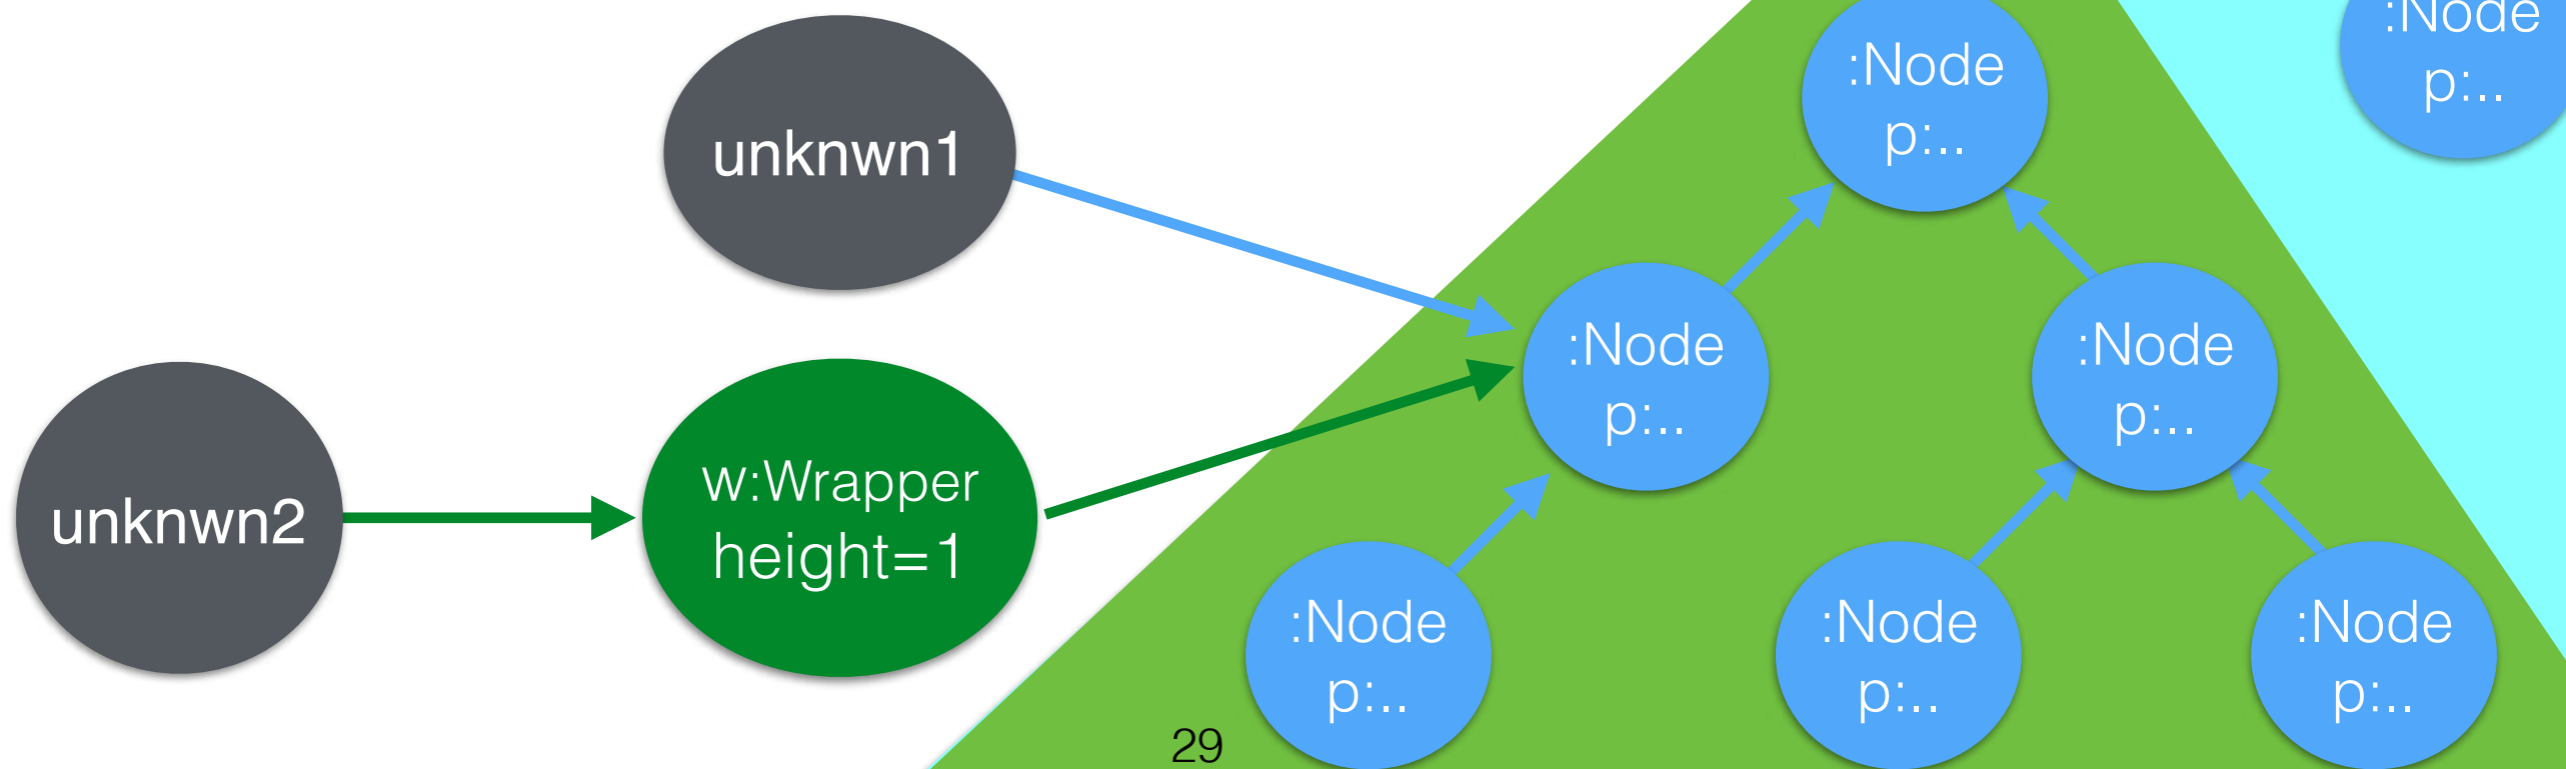 :Node
p:..
:Node
p:..
unknwn1
:Node
p:..
:Node
p:..
unknwn2
w:Wrapper
height=1
:Node
p:..
:Node
p:..
:Node
p:..
29